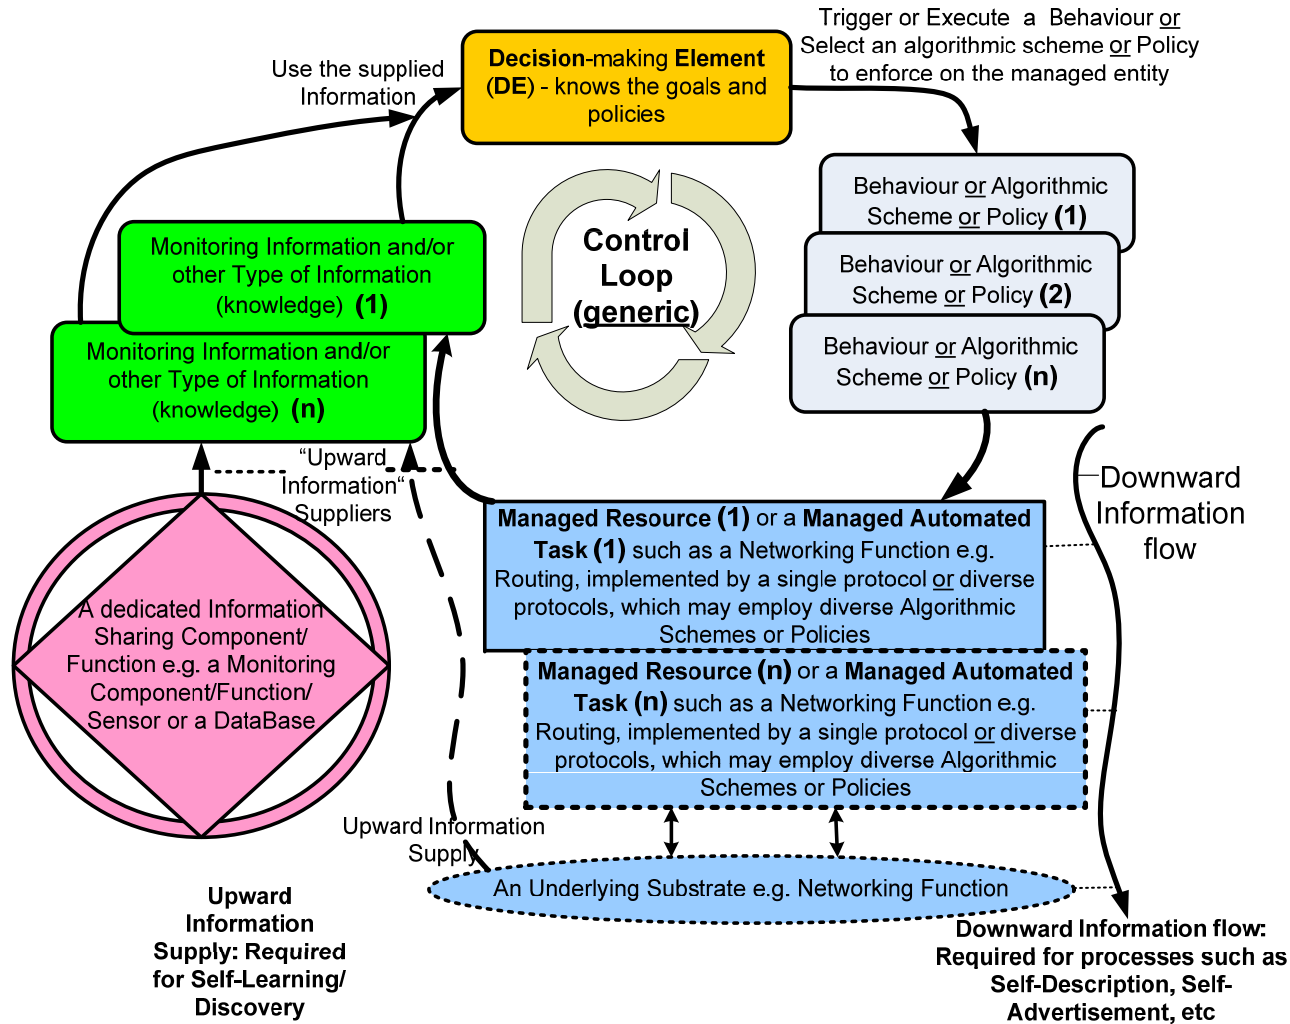 Trigger or Execute a Behaviour or
Select an algorithmic scheme or Policy
to enforce on the managed entity
Use the supplied
Information
Decision-making Element
(DE) - knows the goals and
policies
Behaviour or Algorithmic
Scheme or Policy (1)
Behaviour or Algorithmic
Scheme or Policy (2)
Behaviour or Algorithmic
Scheme or Policy (n)
Control
Loop
(generic)
Monitoring Information and/or
other Type of Information
(knowledge) (1)
Monitoring Information and/or
other Type of Information
(knowledge) (n)
“Upward
Information“
Suppliers
Downward
Information
flow
Managed Resource (1) or a Managed Automated
Task (1) such as a Networking Function e.g.
Routing, implemented by a single protocol or diverse
protocols, which may employ diverse Algorithmic
Schemes or Policies
A dedicated Information
Sharing Component/
Function e.g. a Monitoring
Component/Function/
Sensor or a DataBase
Managed Resource (n) or a Managed Automated
Task (n) such as a Networking Function e.g.
Routing, implemented by a single protocol or diverse
protocols, which may employ diverse Algorithmic
Schemes or Policies
Upward Information
Supply
An Underlying Substrate e.g. Networking Function
Upward
Information
Supply: Required
for Self-Learning/
Discovery
Downward Information flow:
Required for processes such as
Self-Description, Self-
Advertisement, etc